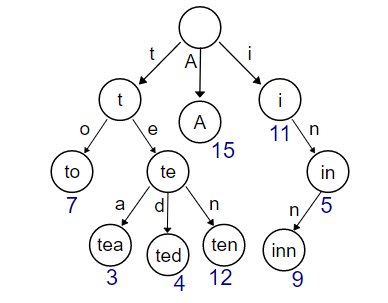 t A i
t A i
15 11
o e n
to te in
7 5
a d n n
tea ted ten inn
3 4 12 9